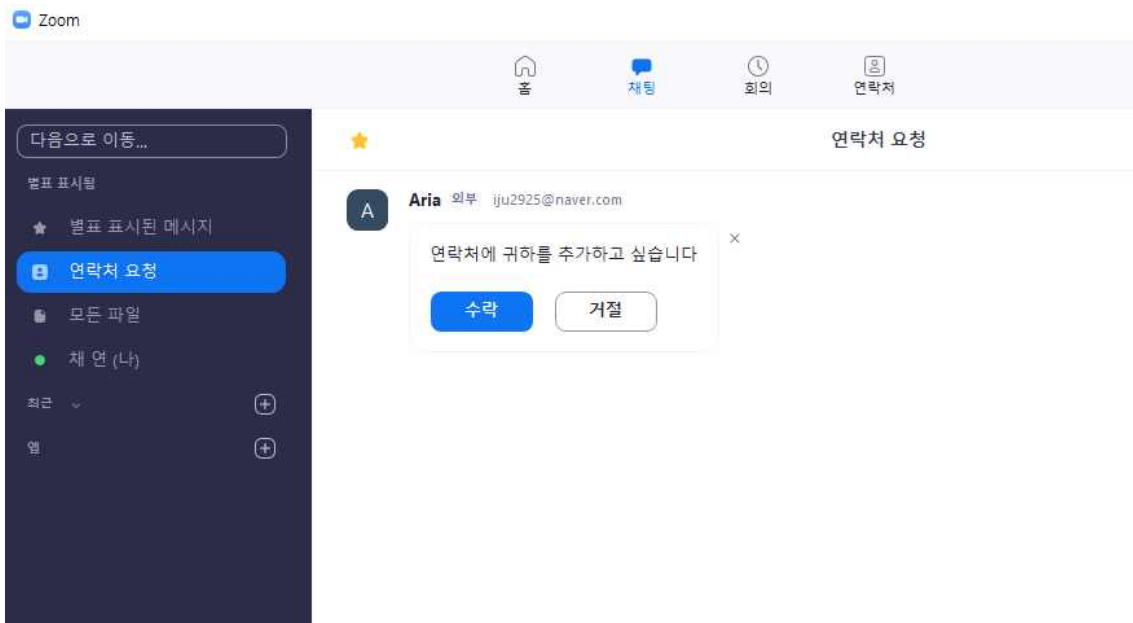 Zoom
홈
채팅
회의
연락처
다음으로 이동...
별표 표시됨
별표 표시된 메시지
연락처 요청
모든 파일
채 연 (나)
최근
앱
연락처 요청
A
Aria 외부 iju2925@naver.com
연락처에 귀하를 추가하고 싶습니다
수락
거절